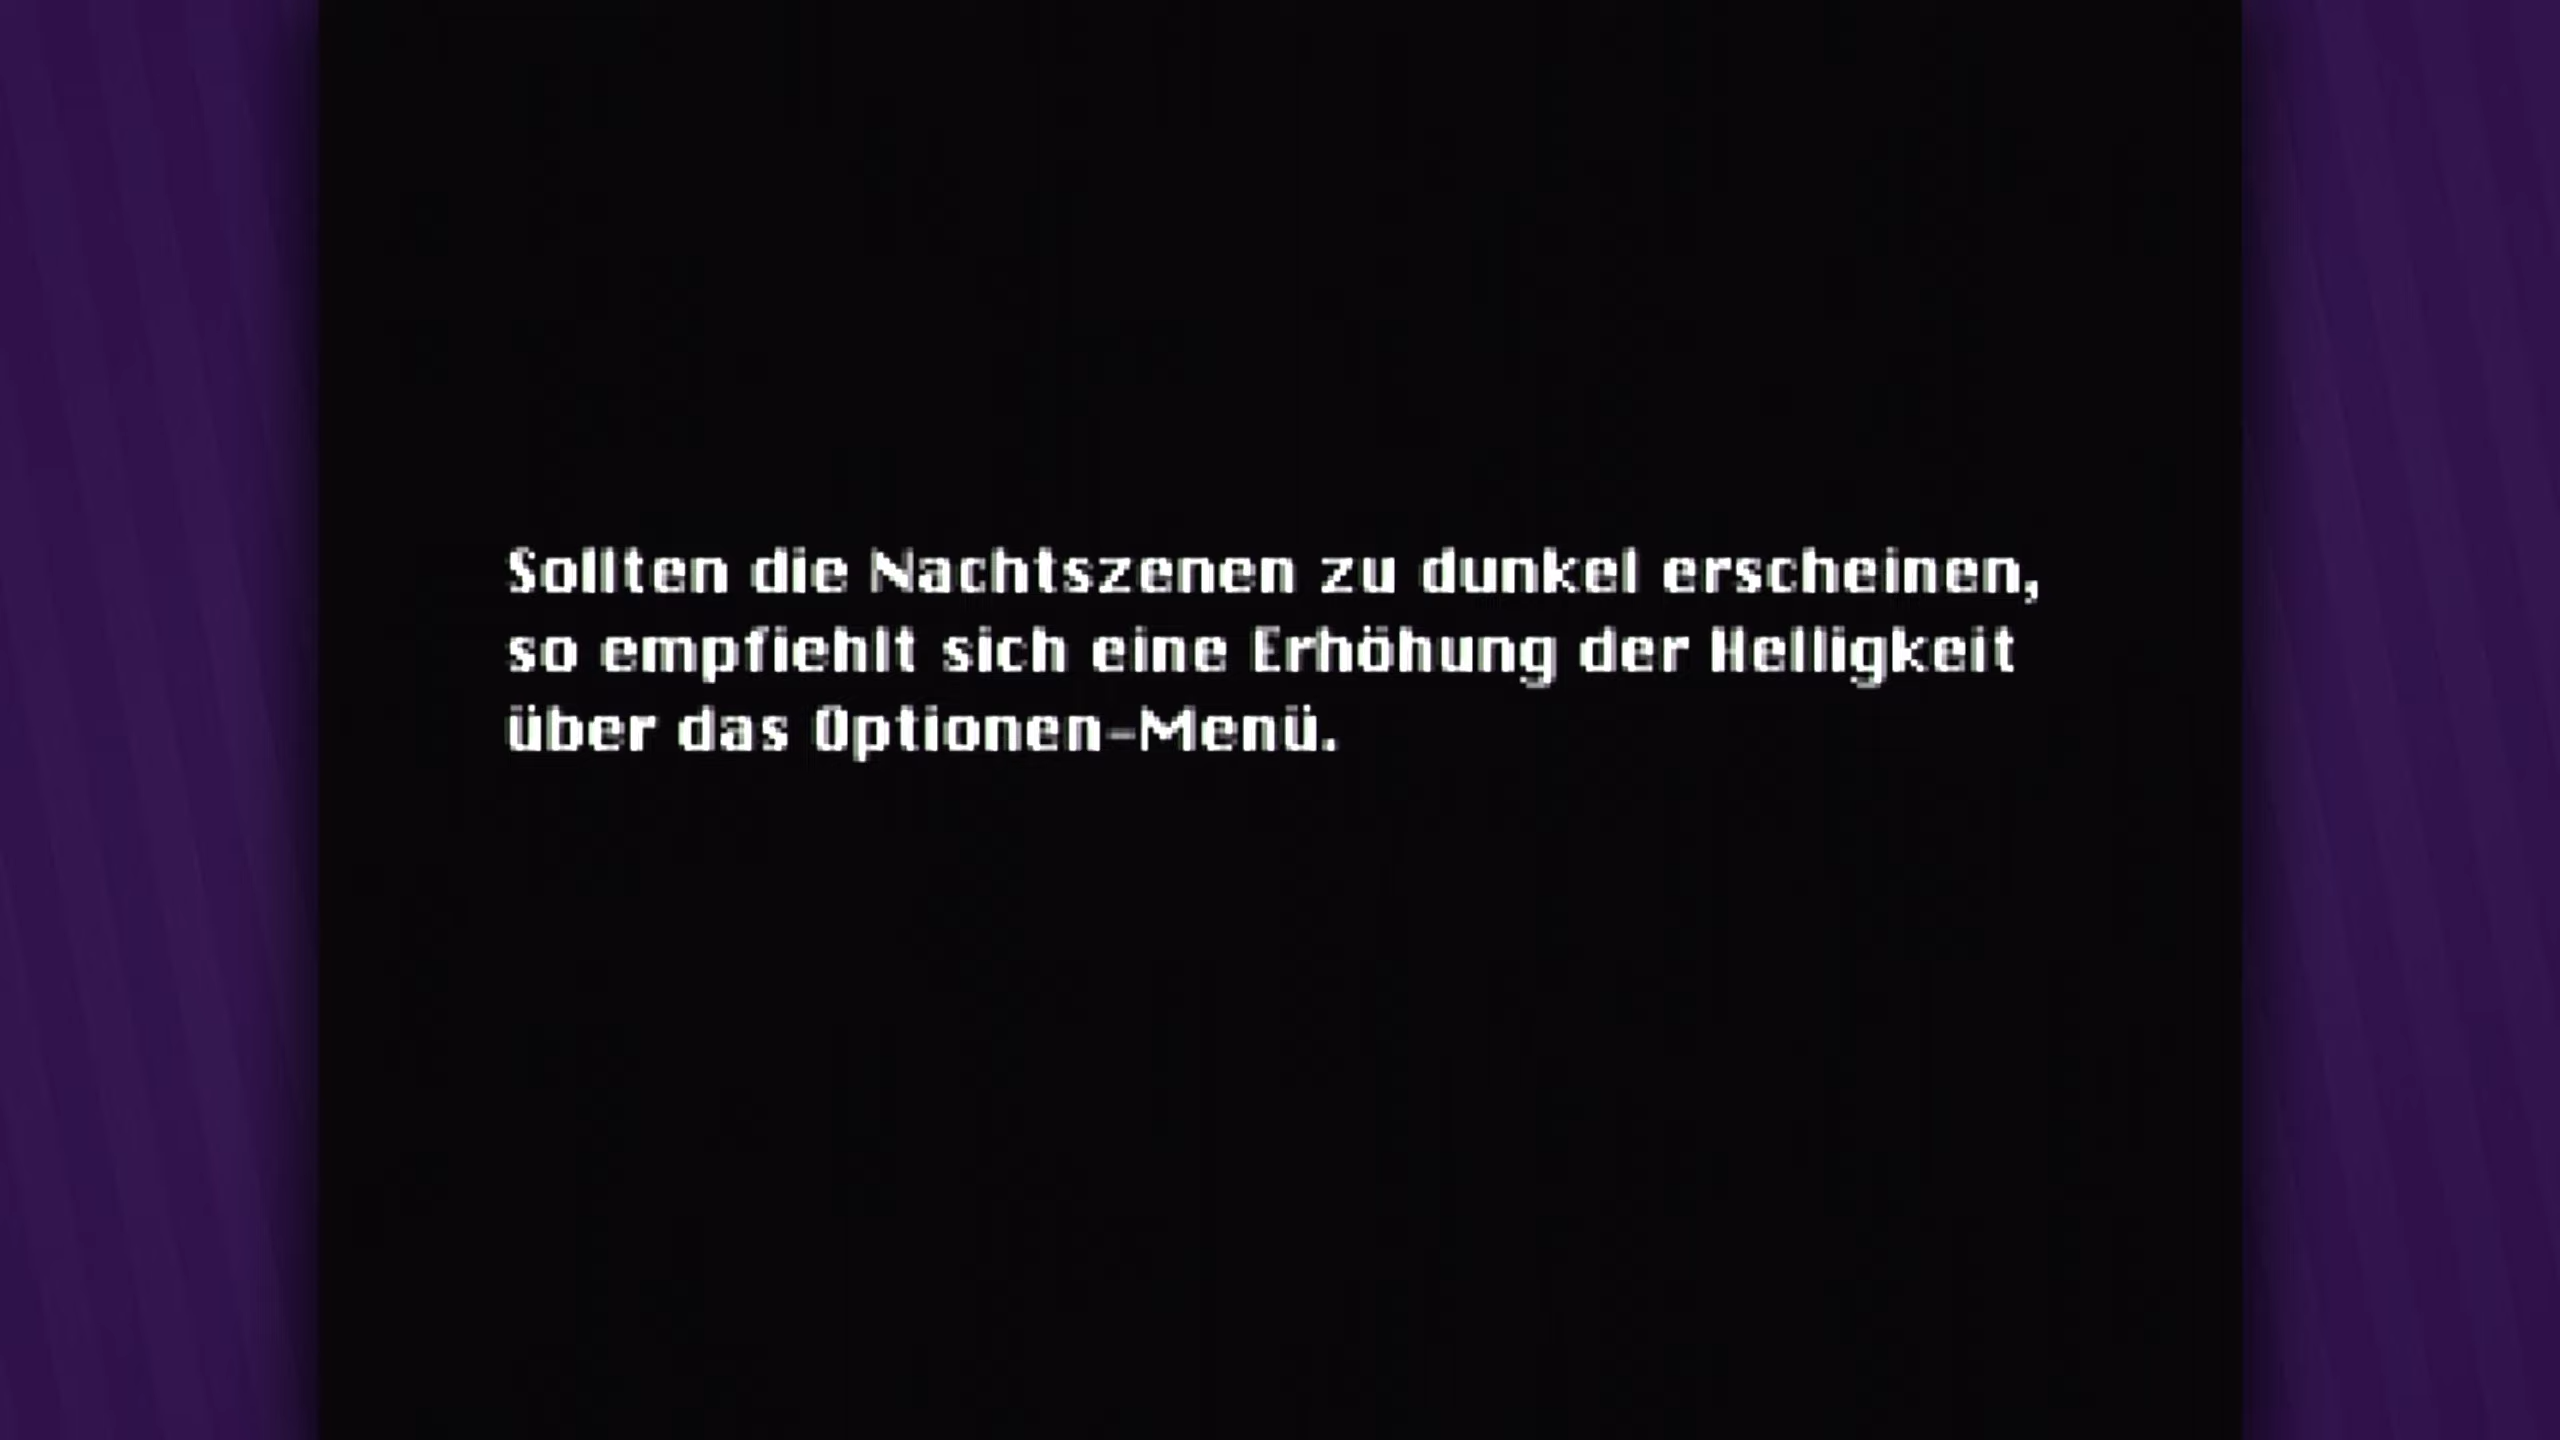 Sollten die Nachtszenen zu dunkel erscheinen,
so empfiehlt sich eine Erhöhung der Helligkeit
über das Optionen-Menü.